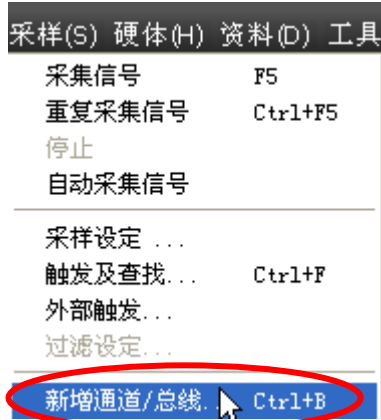 采样(S) 硬体(H) 资料(D) 工具
采集信号 F5
重复采集信号 Ctrl+F5
停止
自动采集信号
采样设定 ...
触发及查找... Ctrl+F
外部触发...
过滤设定...
新增通道/总线. Ctrl+B